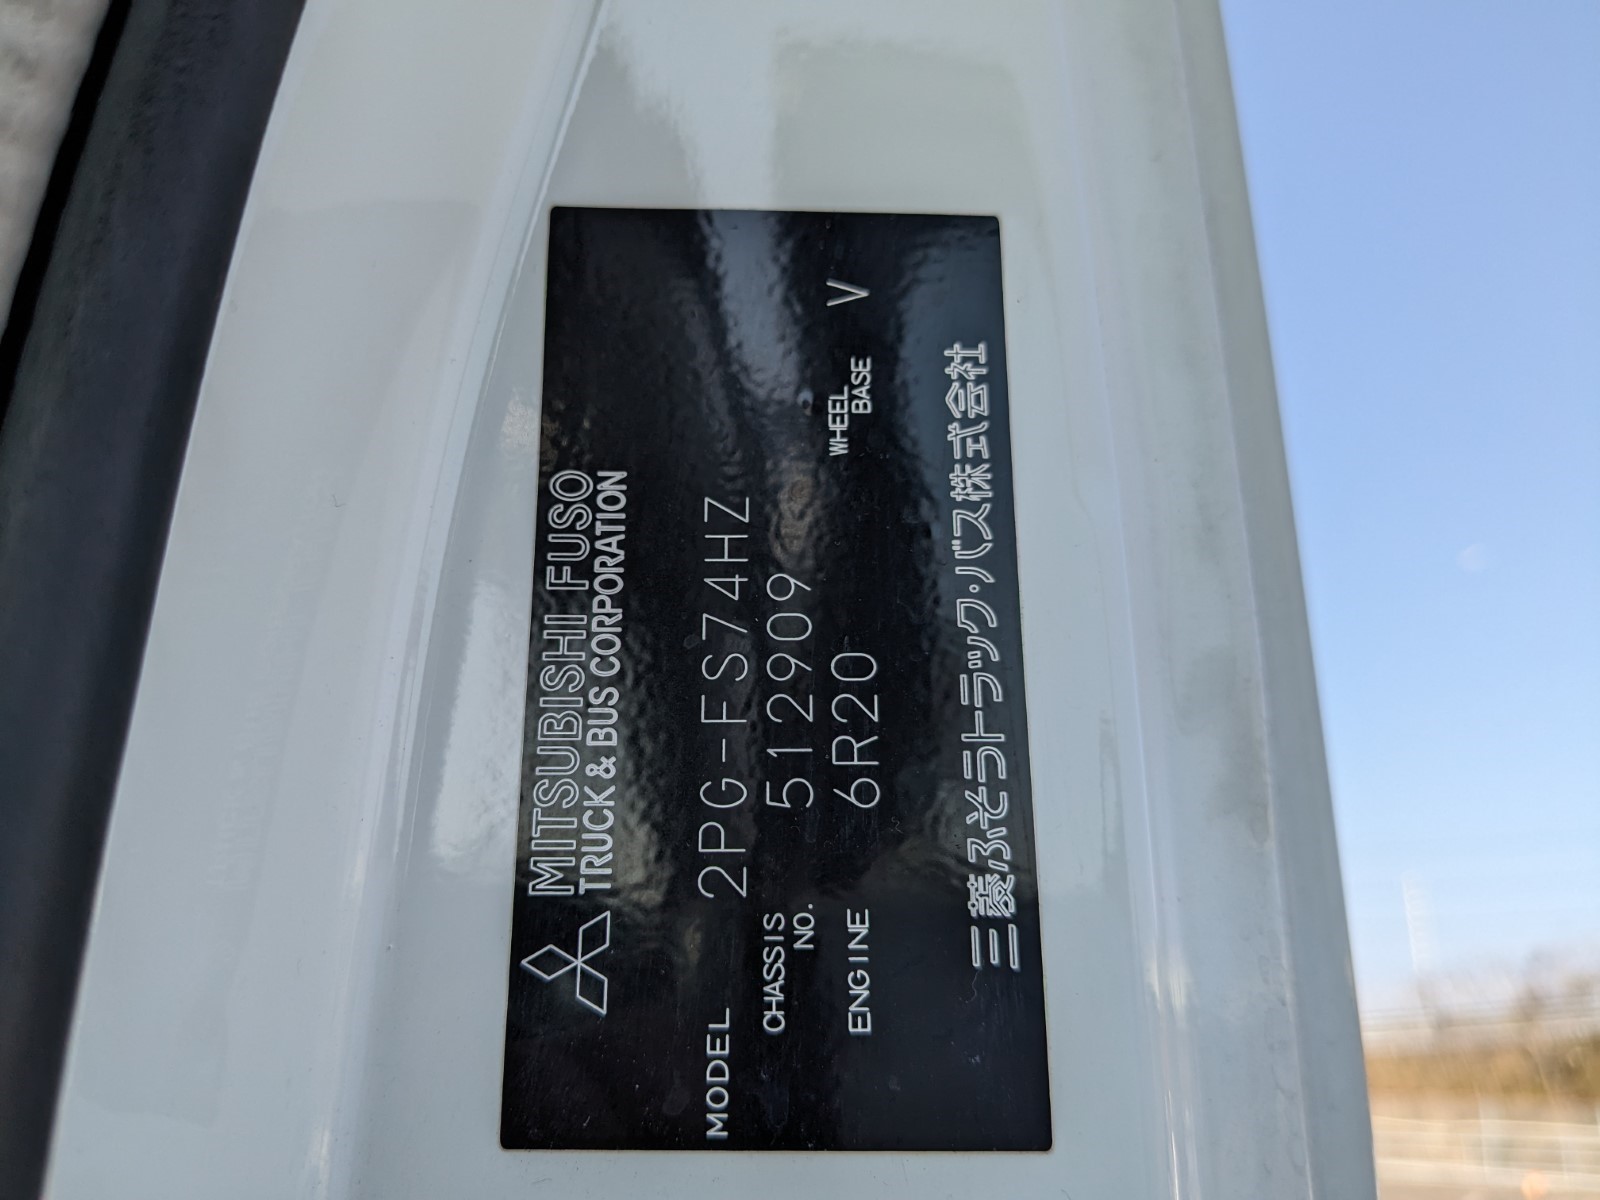 MITSUBISHI FUSO
TRUCK & BUS CORPORATION
MODEL 2PG-FS74HZ
CHASSIS NO. 512909
ENGINE 6R20 WHEEL BASE V
三菱ふそうトラック・バス株式会社